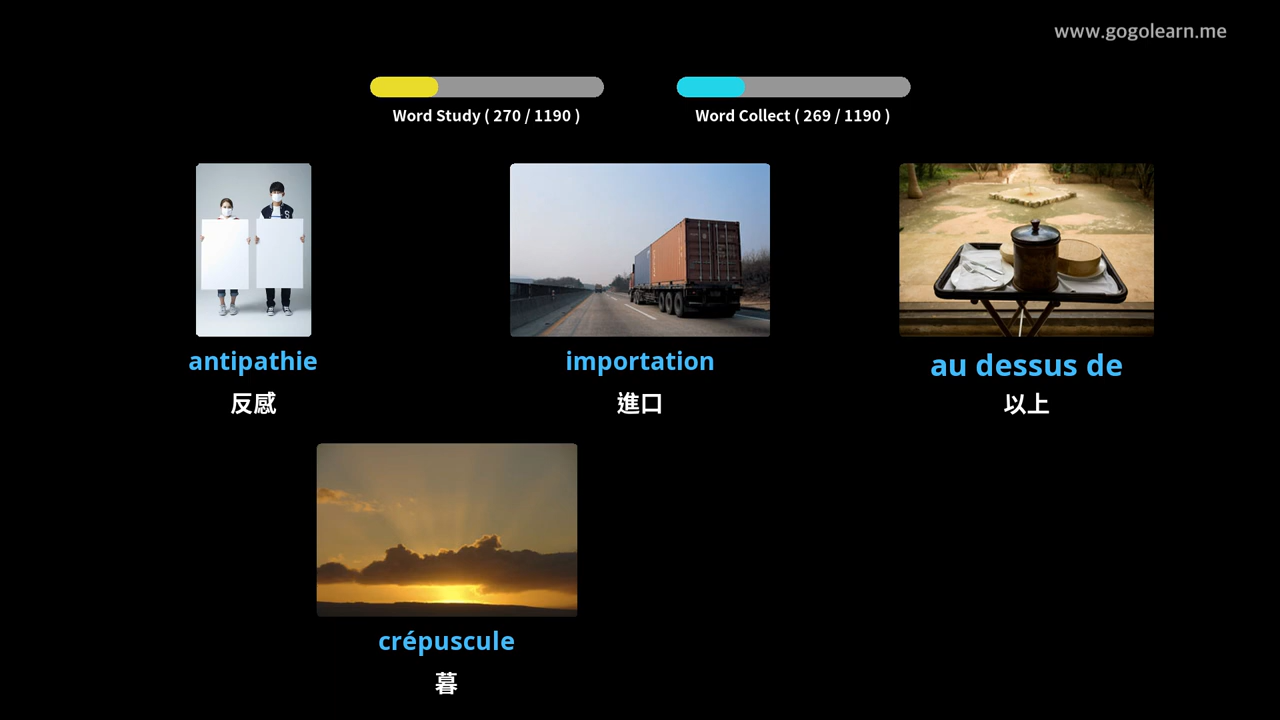 www.gogolearn.me
Word Study ( 270 / 1190 )
Word Collect ( 269 / 1190 )
antipathie
反感
importation
進口
au dessus de
以上
crépuscule
暮